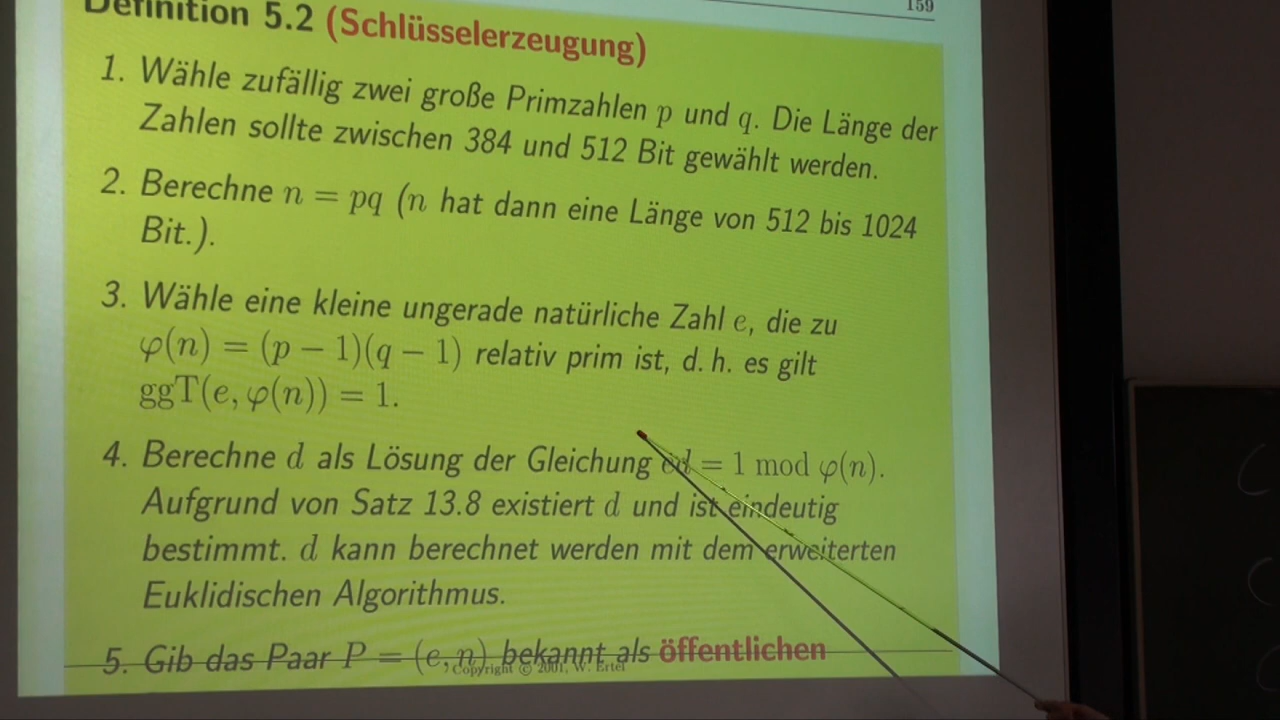 159
Definition 5.2 (Schlüsselerzeugung)
1. Wähle zufällig zwei große Primzahlen p und q. Die Länge der
Zahlen sollte zwischen 384 und 512 Bit gewählt werden.
2. Berechne n = pq (n hat dann eine Länge von 512 bis 1024
Bit.).
3. Wähle eine kleine ungerade natürliche Zahl e, die zu
φ(n) = (p − 1)(q − 1) relativ prim ist, d. h. es gilt
ggT(e, φ(n)) = 1.
4. Berechne d als Lösung der Gleichung ed = 1 mod φ(n).
Aufgrund von Satz 13.8 existiert d und ist eindeutig
bestimmt. d kann berechnet werden mit dem erweiterten
Euklidischen Algorithmus.
5. Gib das Paar P = (e, n) bekannt als öffentlichen
Copyright © 2001, W. Ertel